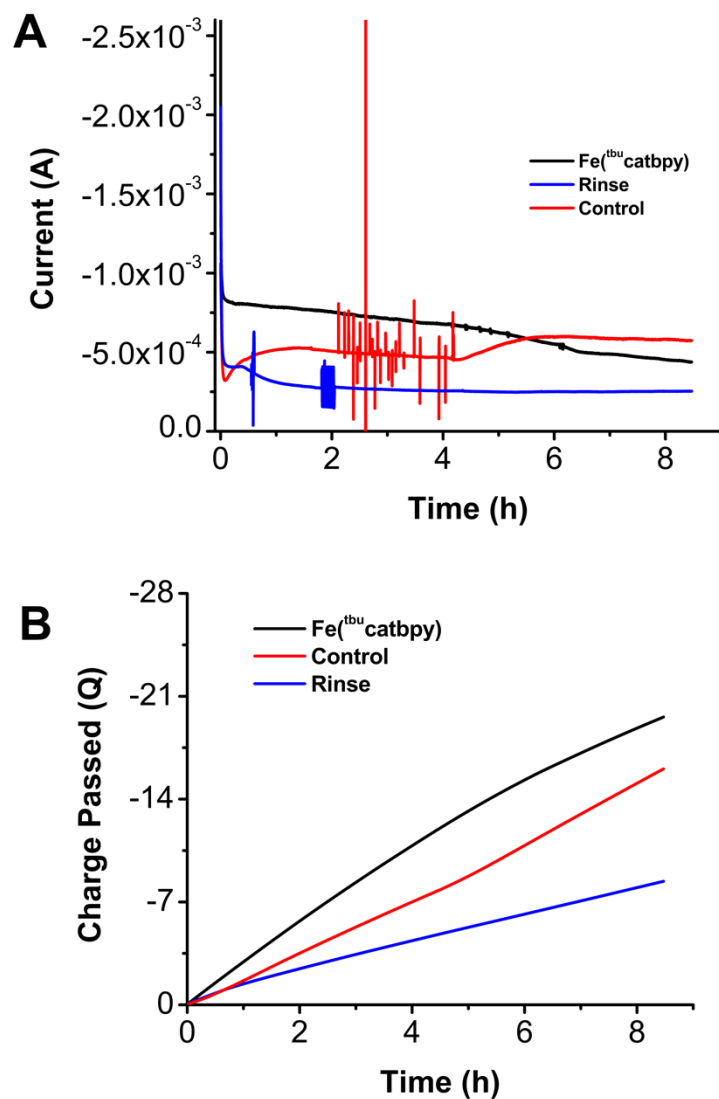 A
-2.5x10⁻³
-2.0x10⁻³
-1.5x10⁻³
-1.0x10⁻³
-5.0x10⁻⁴
0.0
Current (A)
Fe(ᵗᵇᵘcatbpy)
Rinse
Control
0 2 4 6 8
Time (h)
B
-28
-21
-14
-7
0
Charge Passed (Q)
Fe(ᵗᵇᵘcatbpy)
Control
Rinse
0 2 4 6 8
Time (h)